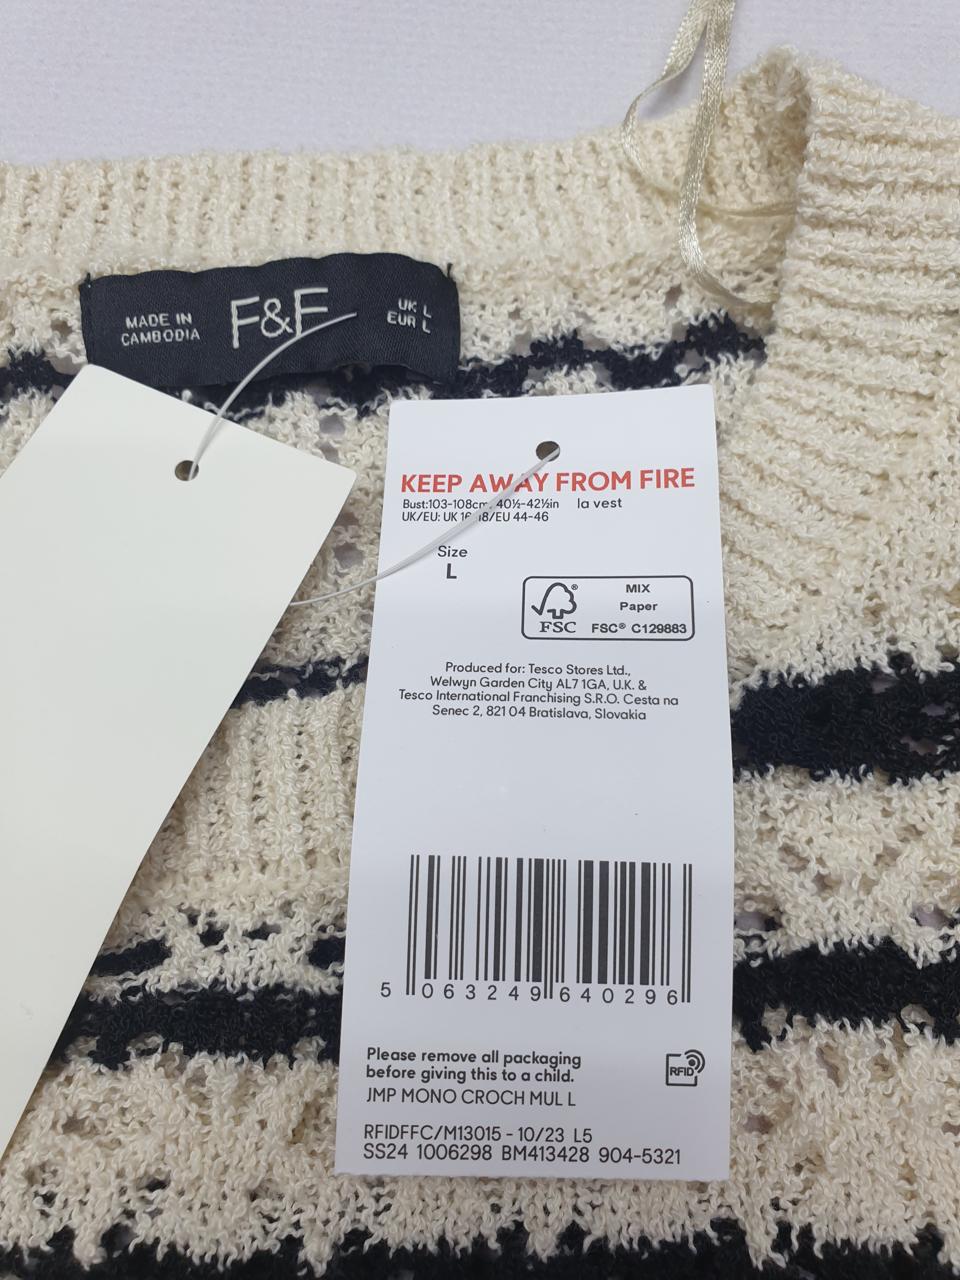 MADE IN
CAMBODIA
F&F
UK L
EUR L
KEEP AWAY FROM FIRE
Bust:103-108cm, 40½-42½in la vest
UK/EU: UK 16-18/EU 44-46
Size
L
MIX
Paper
FSC® C129883
FSC
Produced for: Tesco Stores Ltd.,
Welwyn Garden City AL7 1GA, U.K. &
Tesco International Franchising S.R.O. Cesta na
Senec 2, 821 04 Bratislava, Slovakia
5 063249 640296
Please remove all packaging
before giving this to a child.
RFID
JMP MONO CROCH MUL L
RFIDFFC/M13015 - 10/23 L5
SS24 1006298 BM413428 904-5321